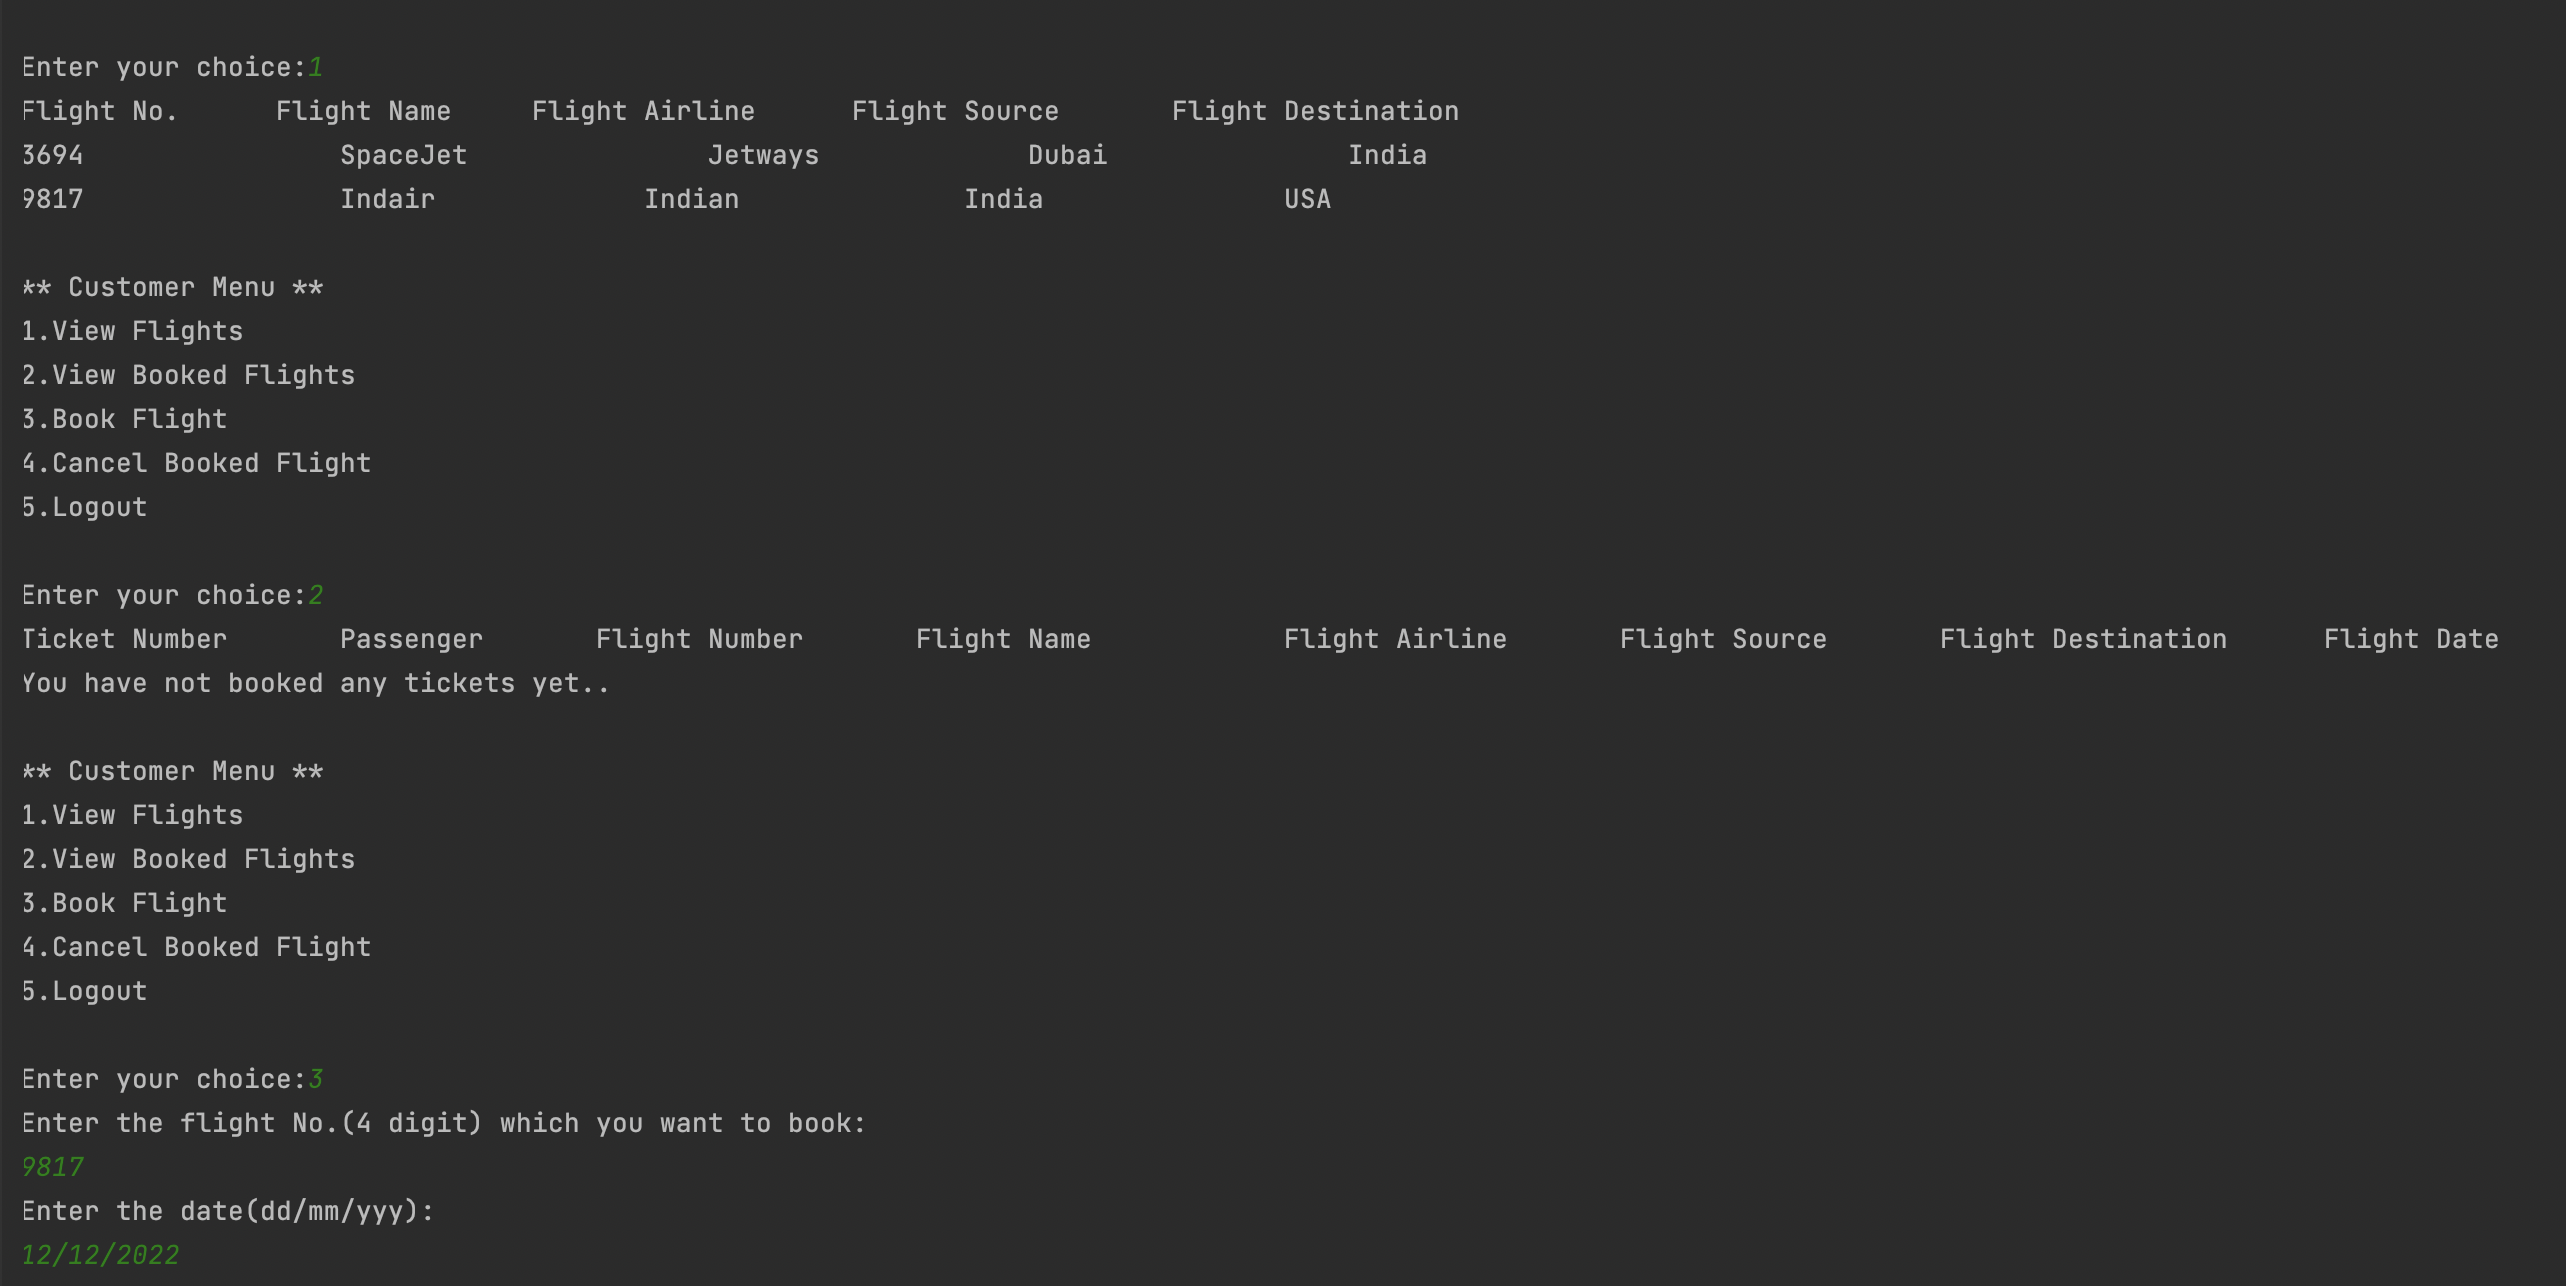 Enter your choice:1
Flight No.      Flight Name     Flight Airline      Flight Source       Flight Destination
3694                SpaceJet               Jetways             Dubai               India
9817                Indair             Indian              India               USA
** Customer Menu **
1.View Flights
2.View Booked Flights
3.Book Flight
4.Cancel Booked Flight
5.Logout
Enter your choice:2
Ticket Number       Passenger       Flight Number       Flight Name            Flight Airline       Flight Source       Flight Destination      Flight Date
You have not booked any tickets yet..
** Customer Menu **
1.View Flights
2.View Booked Flights
3.Book Flight
4.Cancel Booked Flight
5.Logout
Enter your choice:3
Enter the flight No.(4 digit) which you want to book:
9817
Enter the date(dd/mm/yyy):
12/12/2022